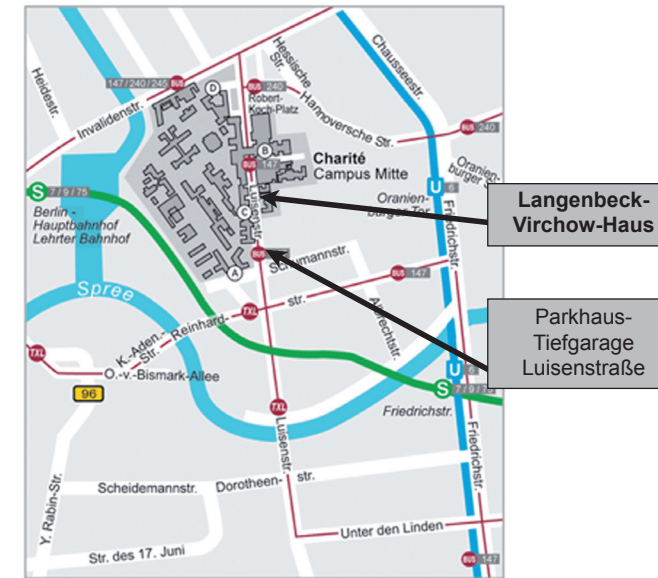 Heidestr.
147/240/245 BUS
Invalidenstr.
D
Hessische
Str.
BUS 240
Robert-
Koch-Platz
Hannoversche Str.
Chausseestr.
BUS 240
B
BUS 147
Charité
Campus Mitte
Oranien-
burger
U 6
Oranien-
burger Tor
Langenbeck-
Virchow-Haus
S 7/9/75
Berlin -
Hauptbahnhof
Lehrter Bahnhof
C
Luisenstr.
Friedrichstr.
BUS
Schumannstr.
A
BUS 147
Spree
TXL
K.-Aden.-
Str.
Reinhard-
str.
Albrechtstr.
Parkhaus-
Tiefgarage
Luisenstraße
TXL
O.-v.-Bismark-Allee
96
U 6
S 7/9/75
Friedrichstr.
TXL
Luisenstr.
Friedrichstr.
Y. Rabin-Str.
Scheidemannstr.
Dorotheen-
str.
Unter den Linden
Str. des 17. Juni
BUS 147